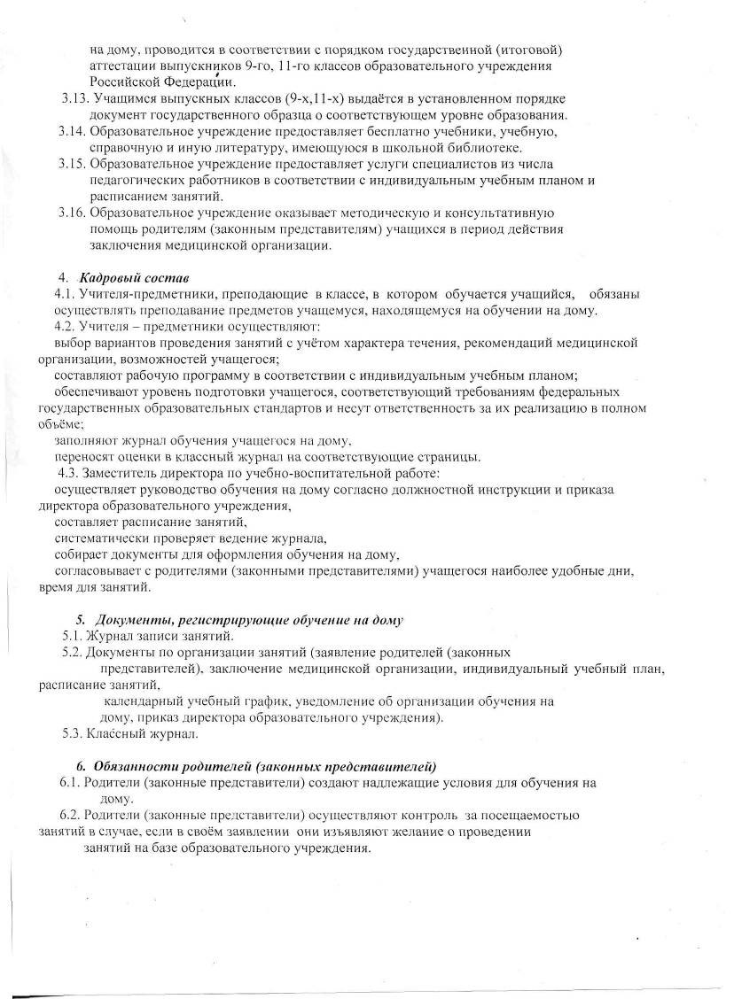 на дому, проводится в соответствии с порядком государственной (итоговой)
аттестации выпускников 9-го, 11-го классов образовательного учреждения
Российской Федерации.
3.13. Учащимся выпускных классов (9-х,11-х) выдаётся в установленном порядке
документ государственного образца о соответствующем уровне образования.
3.14. Образовательное учреждение предоставляет бесплатно учебники, учебную,
справочную и иную литературу, имеющуюся в школьной библиотеке.
3.15. Образовательное учреждение предоставляет услуги специалистов из числа
педагогических работников в соответствии с индивидуальным учебным планом и
расписанием занятий.
3.16. Образовательное учреждение оказывает методическую и консультативную
помощь родителям (законным представителям) учащихся в период действия
заключения медицинской организации.
4. Кадровый состав
4.1. Учителя-предметники, преподающие в классе, в котором обучается учащийся, обязаны
осуществлять преподавание предметов учащемуся, находящемуся на обучении на дому.
4.2. Учителя – предметники осуществляют:
выбор вариантов проведения занятий с учётом характера течения, рекомендаций медицинской
организации, возможностей учащегося;
составляют рабочую программу в соответствии с индивидуальным учебным планом;
обеспечивают уровень подготовки учащегося, соответствующий требованиям федеральных
государственных образовательных стандартов и несут ответственность за их реализацию в полном
объёме;
заполняют журнал обучения учащегося на дому,
переносят оценки в классный журнал на соответствующие страницы.
4.3. Заместитель директора по учебно-воспитательной работе:
осуществляет руководство обучения на дому согласно должностной инструкции и приказа
директора образовательного учреждения,
составляет расписание занятий,
систематически проверяет ведение журнала,
собирает документы для оформления обучения на дому,
согласовывает с родителями (законными представителями) учащегося наиболее удобные дни,
время для занятий.
5. Документы, регистрирующие обучение на дому
5.1. Журнал записи занятий.
5.2. Документы по организации занятий (заявление родителей (законных
представителей), заключение медицинской организации, индивидуальный учебный план,
расписание занятий,
календарный учебный график, уведомление об организации обучения на
дому, приказ директора образовательного учреждения).
5.3. Классный журнал.
6. Обязанности родителей (законных представителей)
6.1. Родители (законные представители) создают надлежащие условия для обучения на
дому.
6.2. Родители (законные представители) осуществляют контроль за посещаемостью
занятий в случае, если в своём заявлении они изъявляют желание о проведении
занятий на базе образовательного учреждения.